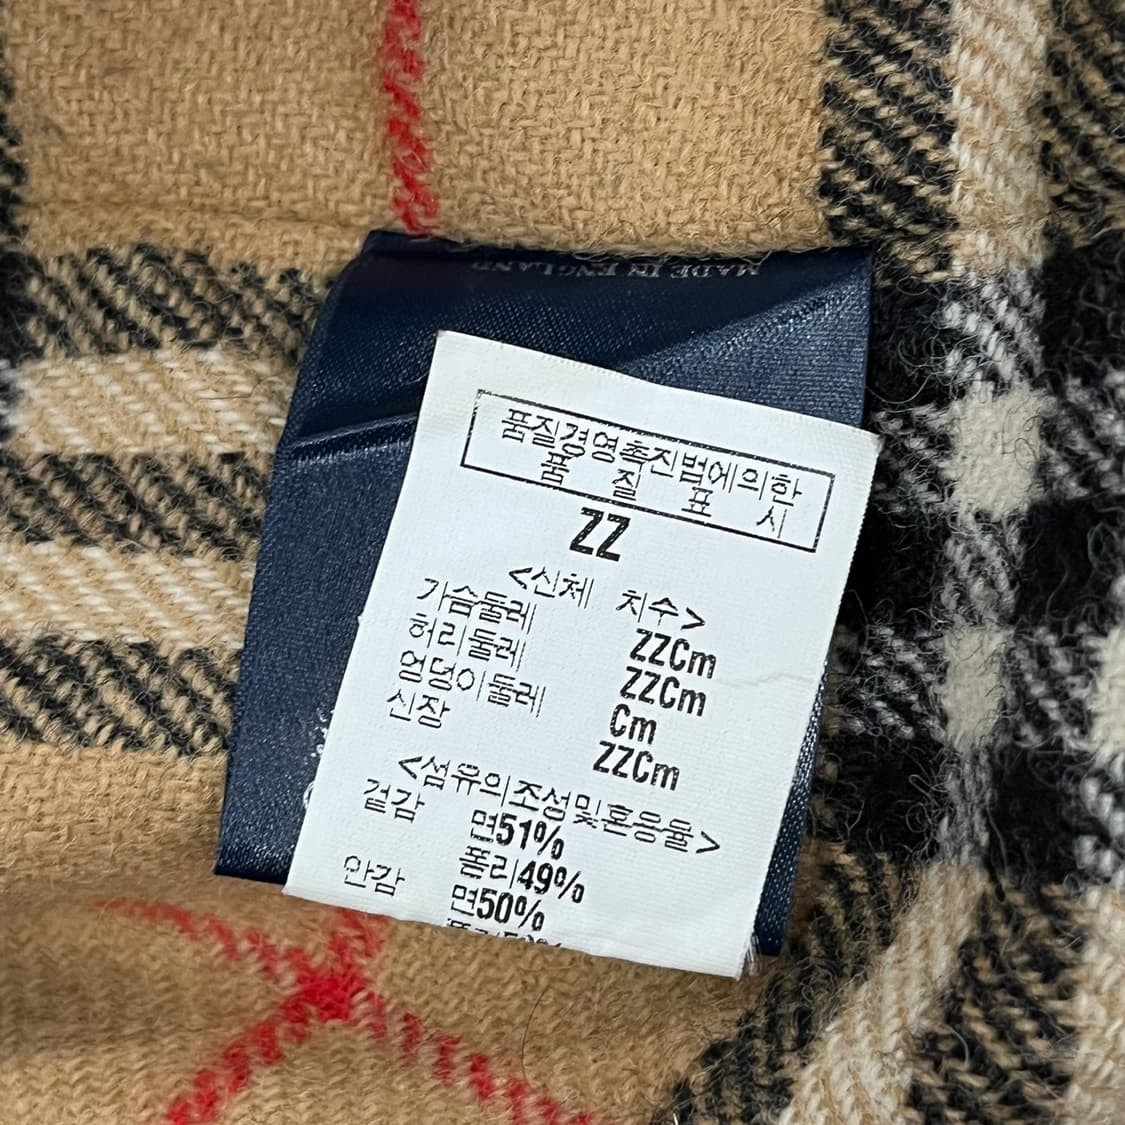 MADE IN ENGLAND
품질경영촉진법에의한
품 질 표 시
ZZ
<신체 치수>
가슴둘레 ZZCm
허리둘레 ZZCm
엉덩이둘레 Cm
신장 ZZCm
<섬유의조성및혼용율>
겉감 면51%
폴리49%
안감 면50%